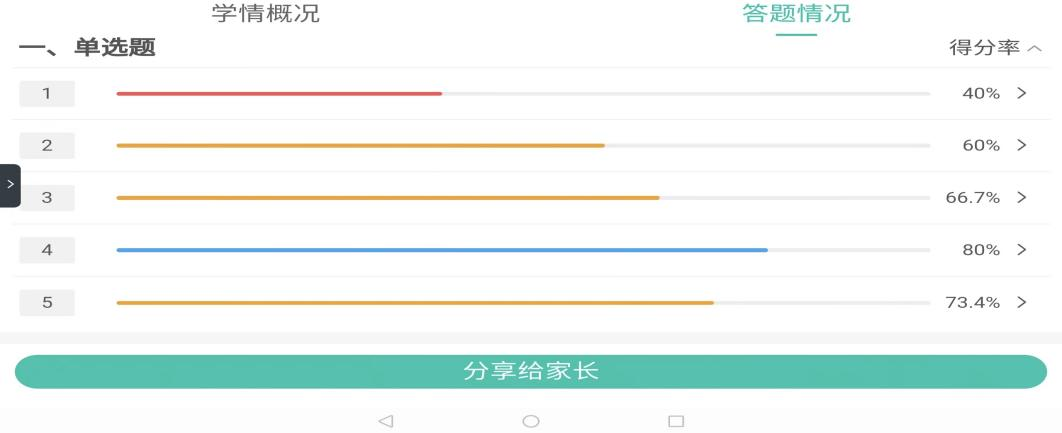 学情概况 答题情况
一、单选题 得分率
1 40%
2 60%
3 66.7%
4 80%
5 73.4%
分享给家长